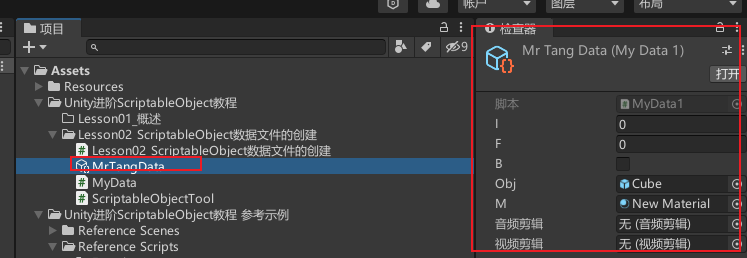 帐户
图层
布局
项目
9
Assets
Resources
Unity进阶ScriptableObject教程
Lesson01_概述
Lesson02_ScriptableObject数据文件的创建
Lesson02_ScriptableObject数据文件的创建
MrTangData
MyData
ScriptableObjectTool
Unity进阶ScriptableObject教程 参考示例
Reference Scenes
Reference Scripts
检查器
Mr Tang Data (My Data 1)
打开
脚本 MyData1
I 0
F 0
B
Obj Cube
M New Material
音频剪辑 无 (音频剪辑)
视频剪辑 无 (视频剪辑)